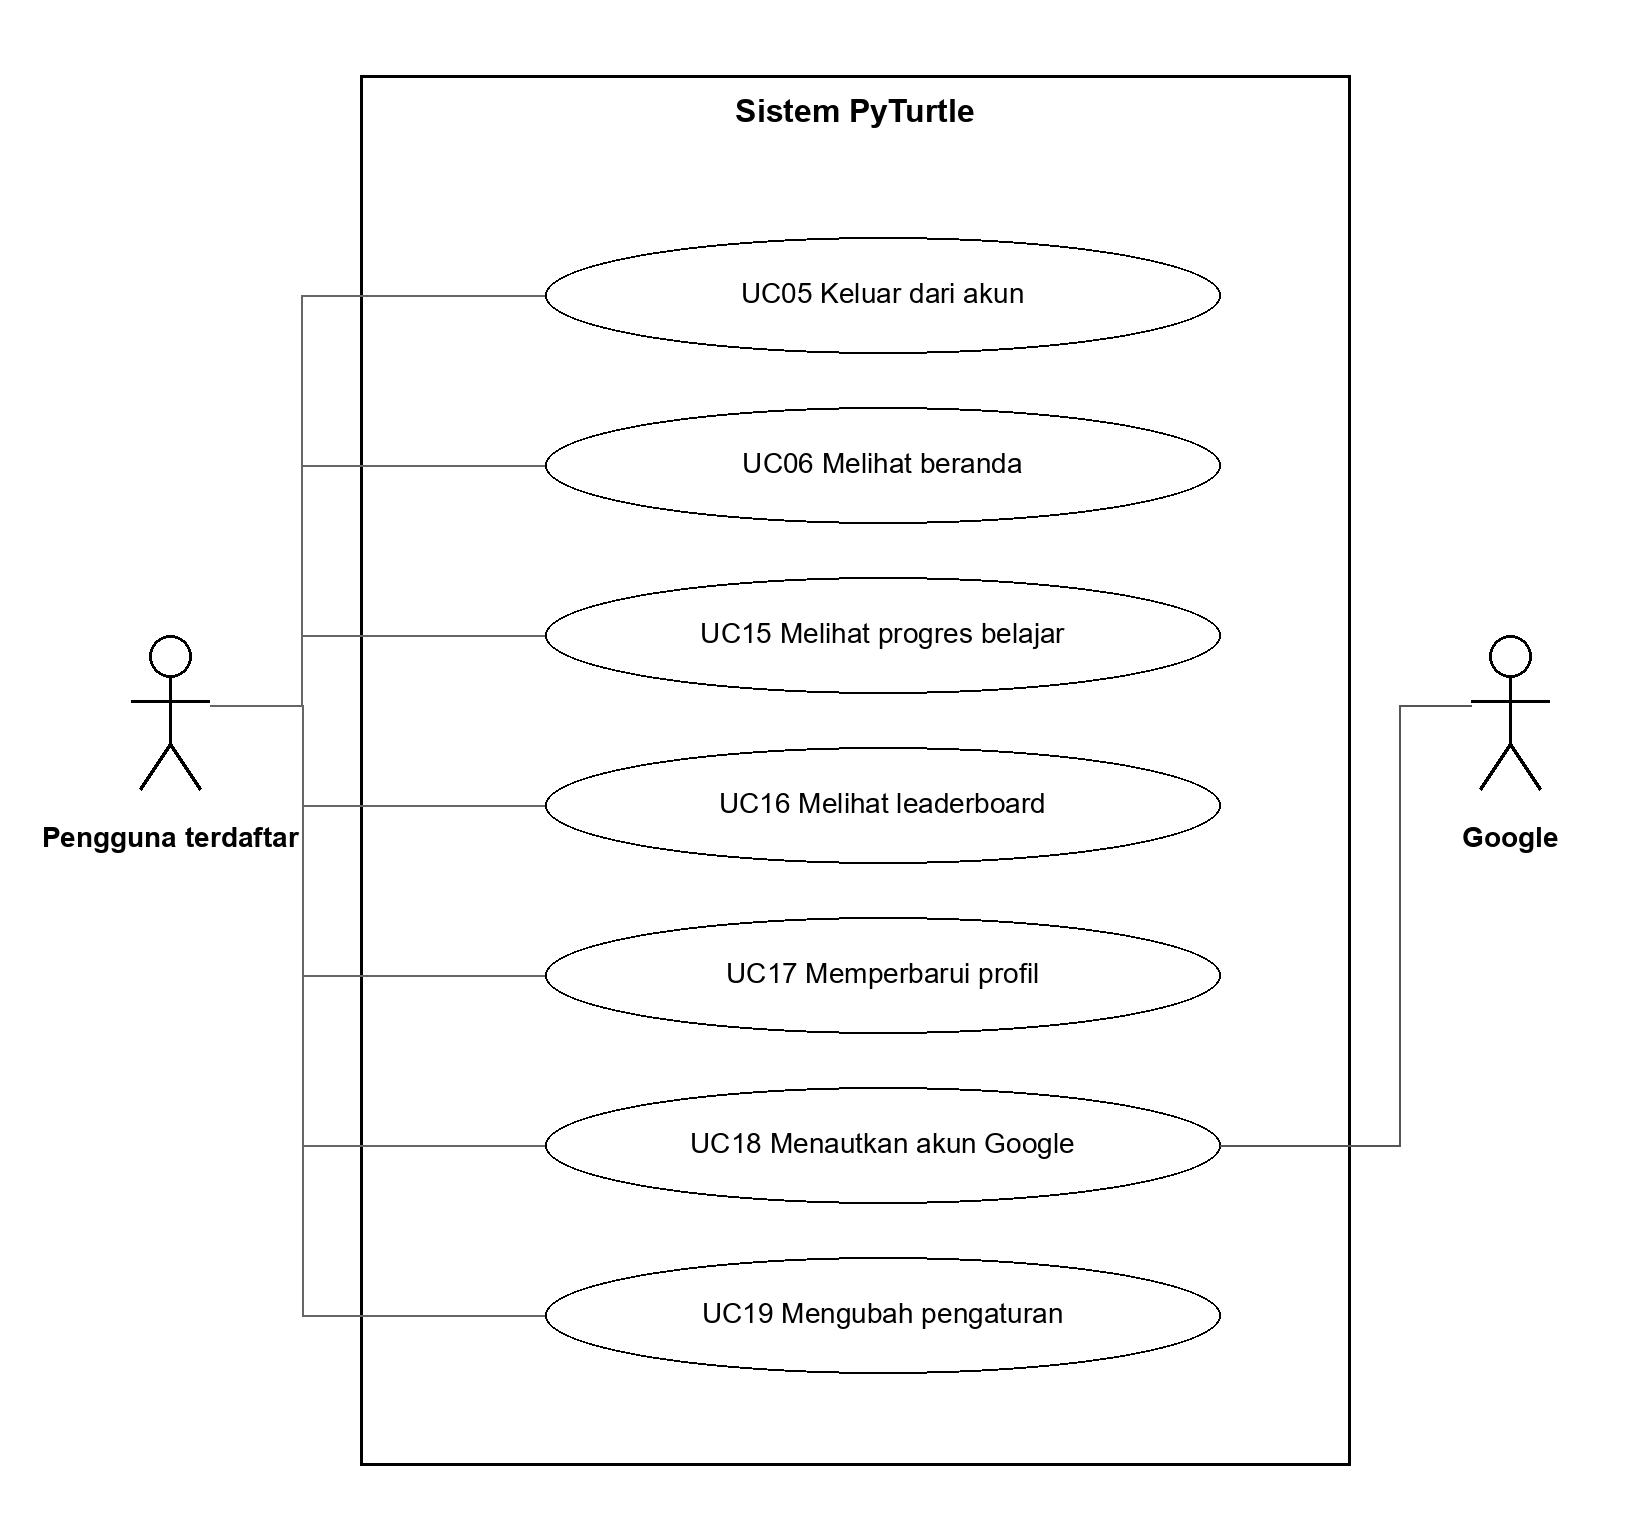 Sistem PyTurtle
UC05 Keluar dari akun
UC06 Melihat beranda
UC15 Melihat progres belajar
UC16 Melihat leaderboard
Pengguna terdaftar
Google
UC17 Memperbarui profil
UC18 Menautkan akun Google
UC19 Mengubah pengaturan